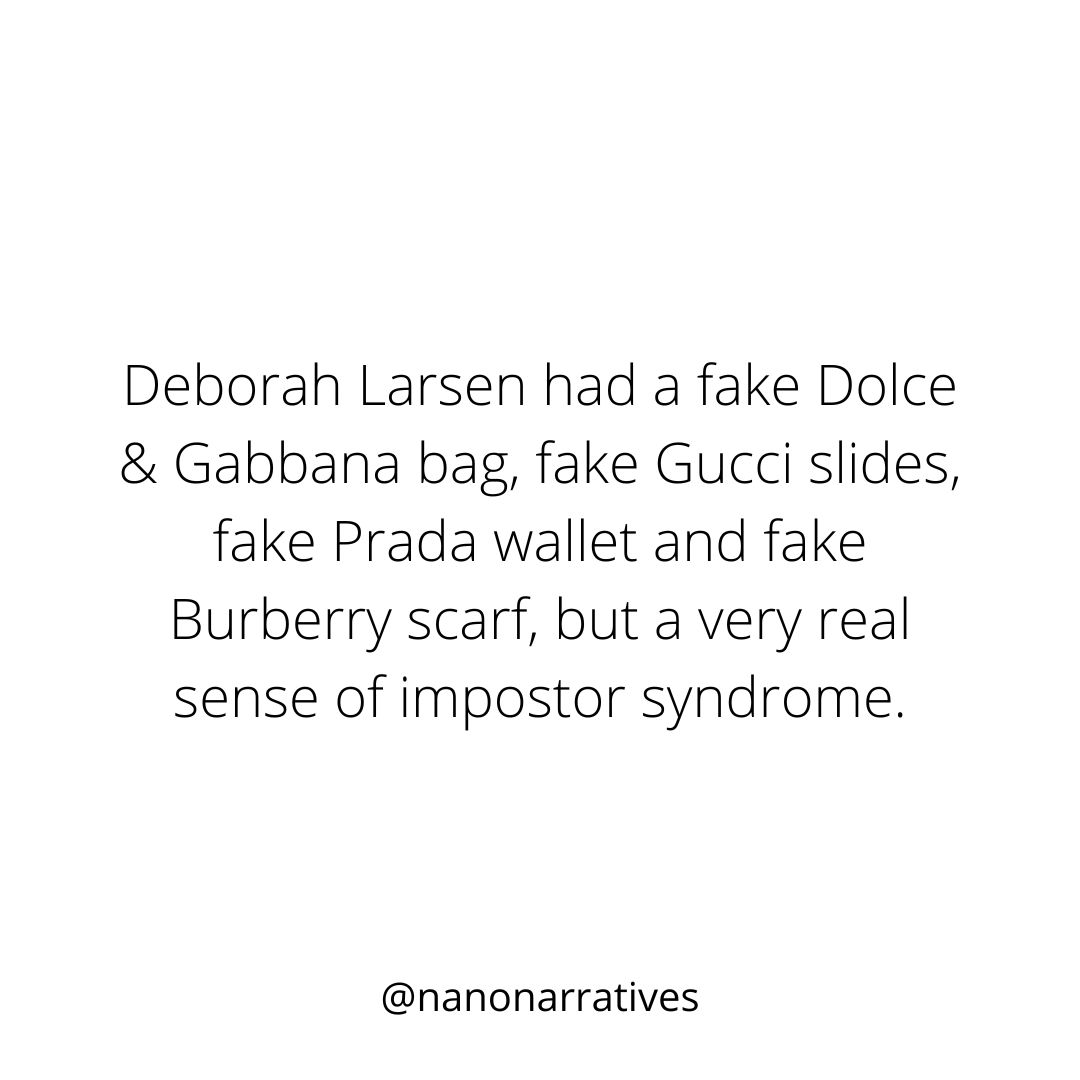 Deborah Larsen had a fake Dolce
& Gabbana bag, fake Gucci slides,
fake Prada wallet and fake
Burberry scarf, but a very real
sense of impostor syndrome.
@nanonarratives